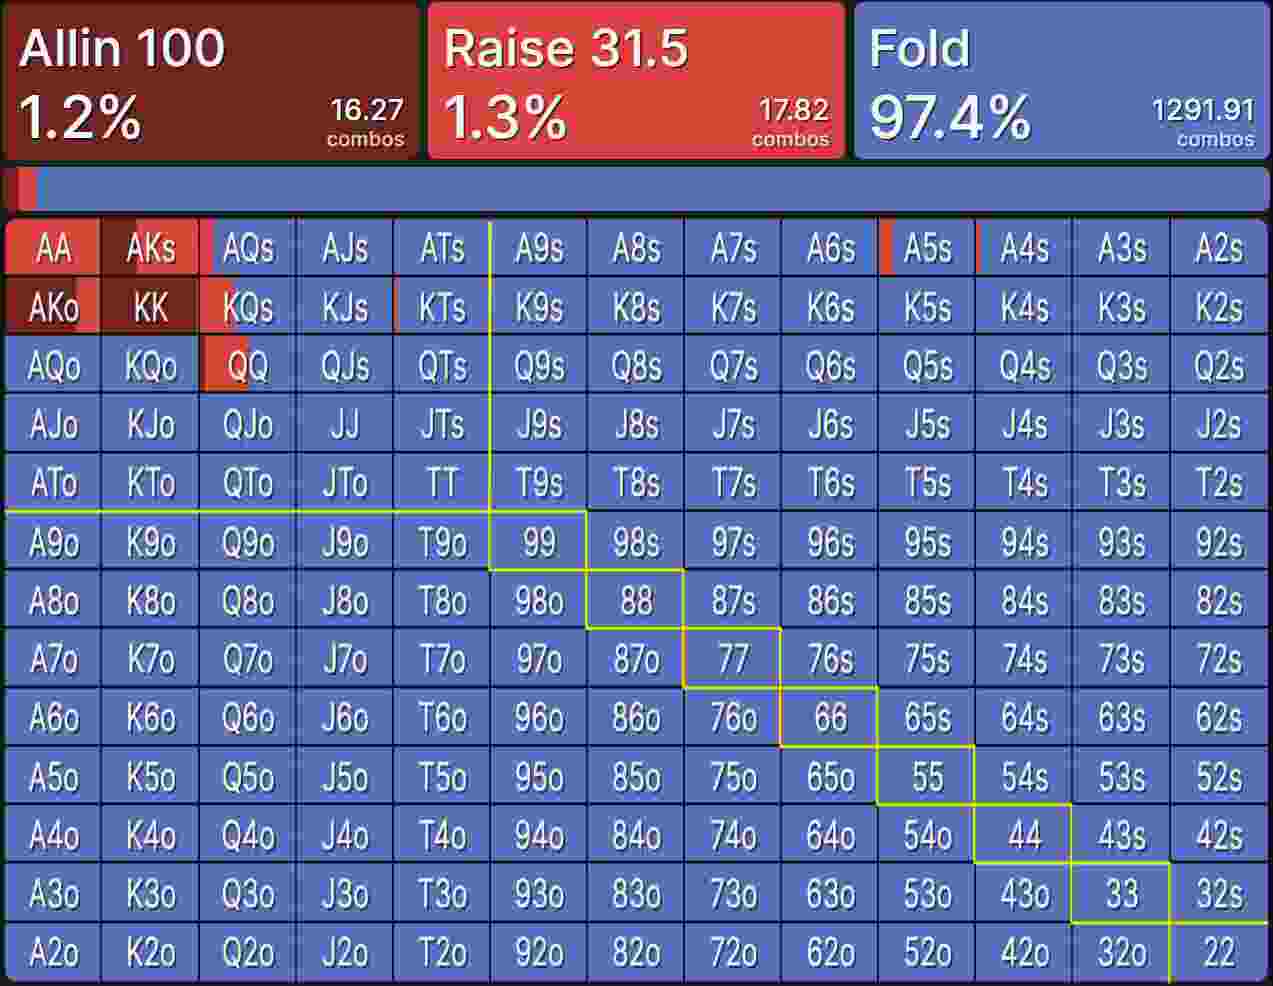 Allin 100
1.2% 16.27 combos
Raise 31.5
1.3% 17.82 combos
Fold
97.4% 1291.91 combos
AA AKs AQs AJs ATs A9s A8s A7s A6s A5s A4s A3s A2s
AKo KK KQs KJs KTs K9s K8s K7s K6s K5s K4s K3s K2s
AQo KQo QQ QJs QTs Q9s Q8s Q7s Q6s Q5s Q4s Q3s Q2s
AJo KJo QJo JJ JTs J9s J8s J7s J6s J5s J4s J3s J2s
ATo KTo QTo JTo TT T9s T8s T7s T6s T5s T4s T3s T2s
A9o K9o Q9o J9o T9o 99 98s 97s 96s 95s 94s 93s 92s
A8o K8o Q8o J8o T8o 98o 88 87s 86s 85s 84s 83s 82s
A7o K7o Q7o J7o T7o 97o 87o 77 76s 75s 74s 73s 72s
A6o K6o Q6o J6o T6o 96o 86o 76o 66 65s 64s 63s 62s
A5o K5o Q5o J5o T5o 95o 85o 75o 65o 55 54s 53s 52s
A4o K4o Q4o J4o T4o 94o 84o 74o 64o 54o 44 43s 42s
A3o K3o Q3o J3o T3o 93o 83o 73o 63o 53o 43o 33 32s
A2o K2o Q2o J2o T2o 92o 82o 72o 62o 52o 42o 32o 22